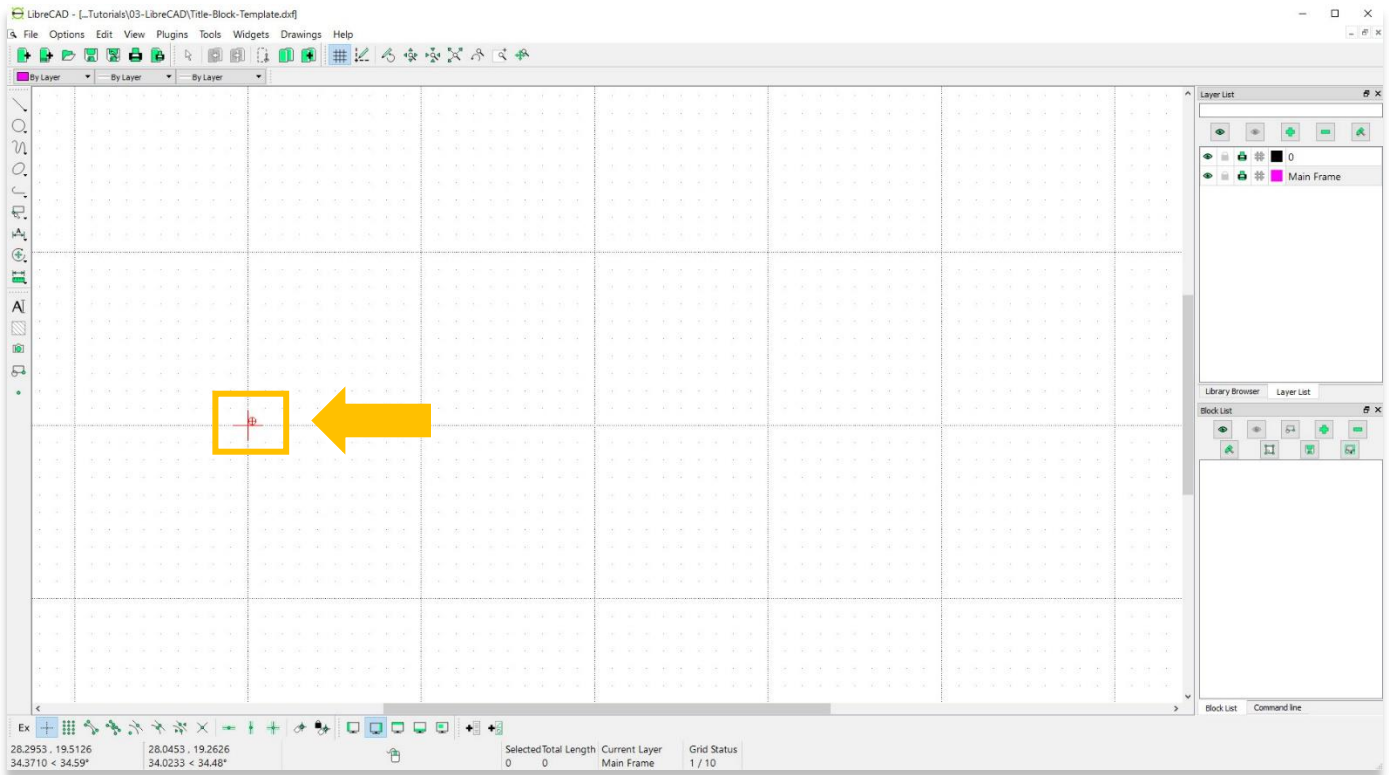 LibreCAD - [...Tutorials\03-LibreCAD\Title-Block-Template.dxf]
File Options Edit View Plugins Tools Widgets Drawings Help
By Layer By Layer By Layer
Layer List
0
Main Frame
Library Browser Layer List
Block List
Block List Command line
Ex
28.2953 , 19.5126 28.0453 , 19.2626 Selected Total Length Current Layer Grid Status
34.3710 < 34.59° 34.0233 < 34.48° 0 0 Main Frame 1 / 10